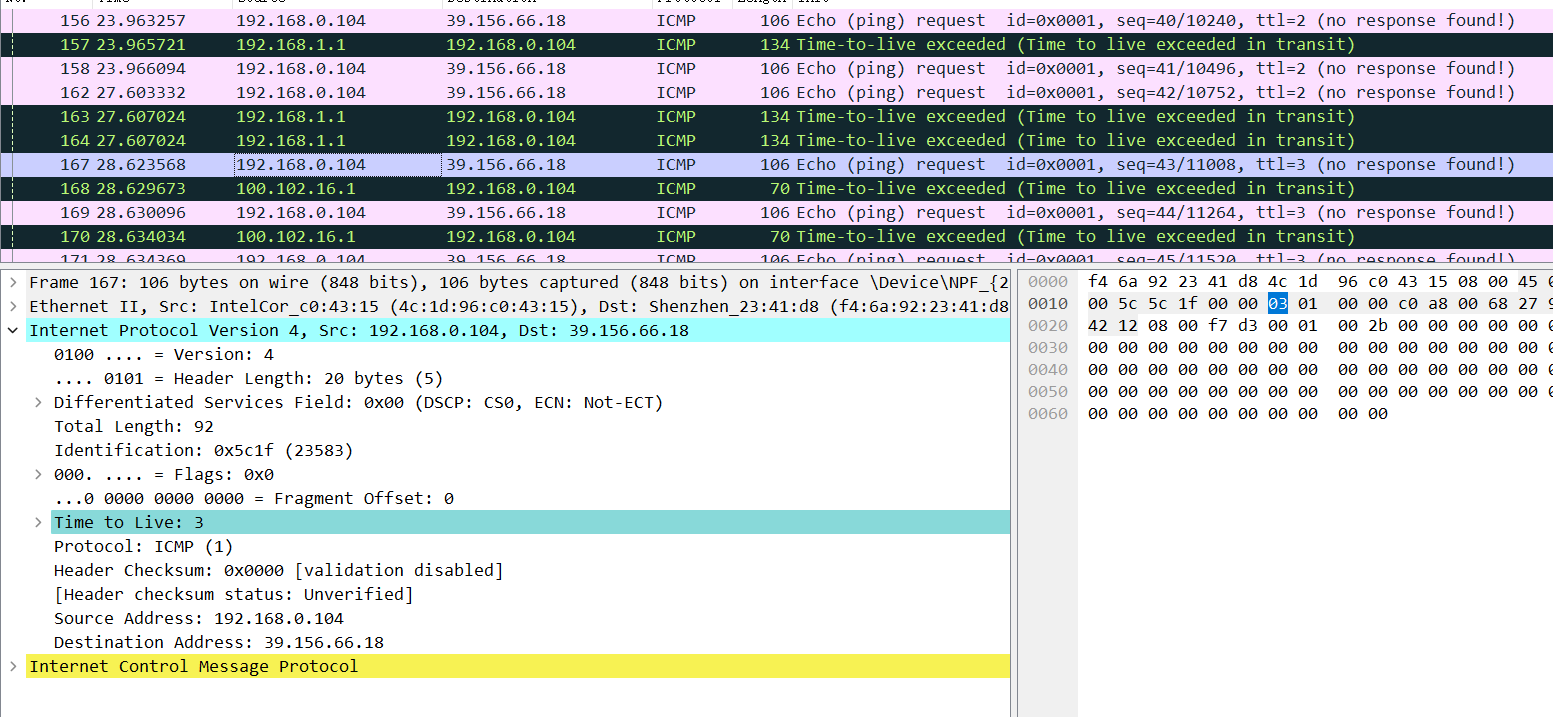 156 23.963257 192.168.0.104 39.156.66.18 ICMP 106 Echo (ping) request id=0x0001, seq=40/10240, ttl=2 (no response found!)
157 23.965721 192.168.1.1 192.168.0.104 ICMP 134 Time-to-live exceeded (Time to live exceeded in transit)
158 23.966094 192.168.0.104 39.156.66.18 ICMP 106 Echo (ping) request id=0x0001, seq=41/10496, ttl=2 (no response found!)
162 27.603332 192.168.0.104 39.156.66.18 ICMP 106 Echo (ping) request id=0x0001, seq=42/10752, ttl=2 (no response found!)
163 27.607024 192.168.1.1 192.168.0.104 ICMP 134 Time-to-live exceeded (Time to live exceeded in transit)
164 27.607024 192.168.1.1 192.168.0.104 ICMP 134 Time-to-live exceeded (Time to live exceeded in transit)
167 28.623568 192.168.0.104 39.156.66.18 ICMP 106 Echo (ping) request id=0x0001, seq=43/11008, ttl=3 (no response found!)
168 28.629673 100.102.16.1 192.168.0.104 ICMP 70 Time-to-live exceeded (Time to live exceeded in transit)
169 28.630096 192.168.0.104 39.156.66.18 ICMP 106 Echo (ping) request id=0x0001, seq=44/11264, ttl=3 (no response found!)
170 28.634034 100.102.16.1 192.168.0.104 ICMP 70 Time-to-live exceeded (Time to live exceeded in transit)
171 28.634369 192.168.0.104 39.156.66.18 ICMP 106 Echo (ping) request id=0x0001, seq=45/11520, ttl=3 (no response found!)
Frame 167: 106 bytes on wire (848 bits), 106 bytes captured (848 bits) on interface \Device\NPF_{2
Ethernet II, Src: IntelCor_c0:43:15 (4c:1d:96:c0:43:15), Dst: Shenzhen_23:41:d8 (f4:6a:92:23:41:d8
Internet Protocol Version 4, Src: 192.168.0.104, Dst: 39.156.66.18
0100 .... = Version: 4
.... 0101 = Header Length: 20 bytes (5)
Differentiated Services Field: 0x00 (DSCP: CS0, ECN: Not-ECT)
Total Length: 92
Identification: 0x5c1f (23583)
000. .... = Flags: 0x0
...0 0000 0000 0000 = Fragment Offset: 0
Time to Live: 3
Protocol: ICMP (1)
Header Checksum: 0x0000 [validation disabled]
[Header checksum status: Unverified]
Source Address: 192.168.0.104
Destination Address: 39.156.66.18
Internet Control Message Protocol
0000 f4 6a 92 23 41 d8 4c 1d 96 c0 43 15 08 00 45
0010 00 5c 5c 1f 00 00 03 01 00 00 c0 a8 00 68 27
0020 42 12 08 00 f7 d3 00 01 00 2b 00 00 00 00 00
0030 00 00 00 00 00 00 00 00 00 00 00 00 00 00 00
0040 00 00 00 00 00 00 00 00 00 00 00 00 00 00 00
0050 00 00 00 00 00 00 00 00 00 00 00 00 00 00 00
0060 00 00 00 00 00 00 00 00 00 00